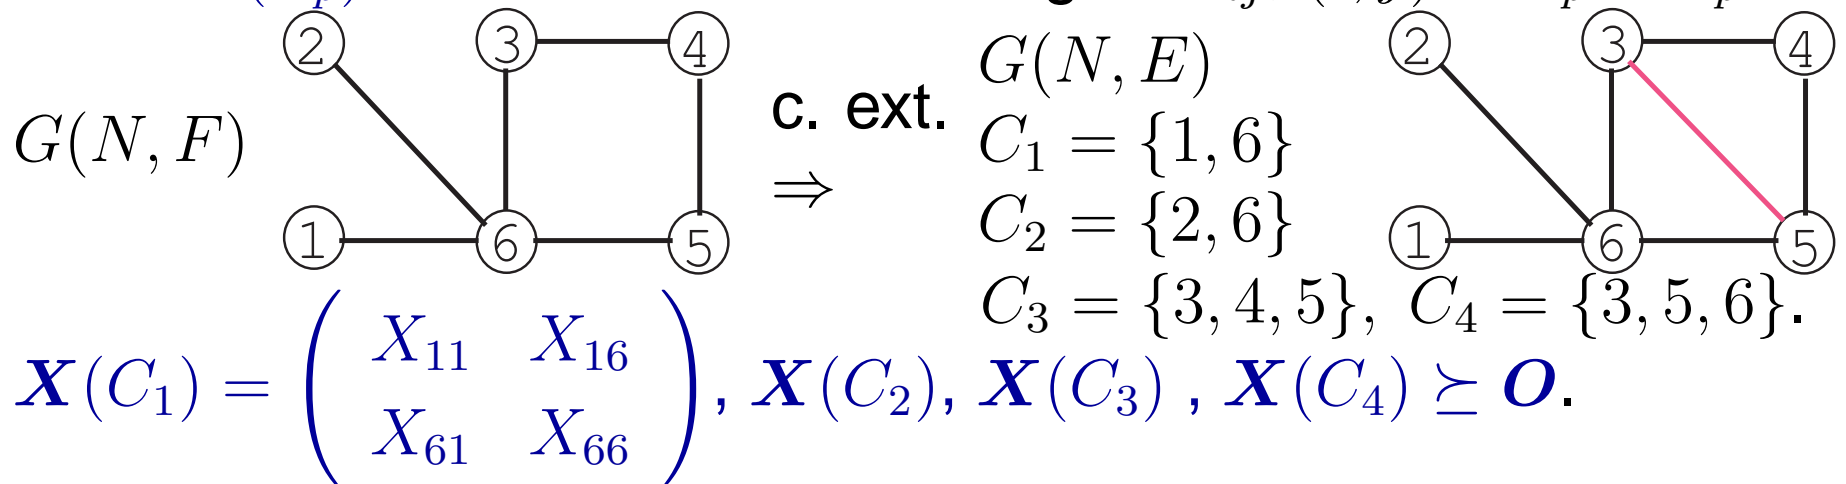 2 3 4
G(N, F)
1 6 5
c. ext.
⇒
G(N, E)
C₁ = {1, 6}
C₂ = {2, 6}
C₃ = {3, 4, 5}, C₄ = {3, 5, 6}.
2 3 4
1 6 5
X(C₁) = ( X₁₁ X₁₆
X₆₁ X₆₆ ), X(C₂), X(C₃) , X(C₄) ⪰ O.